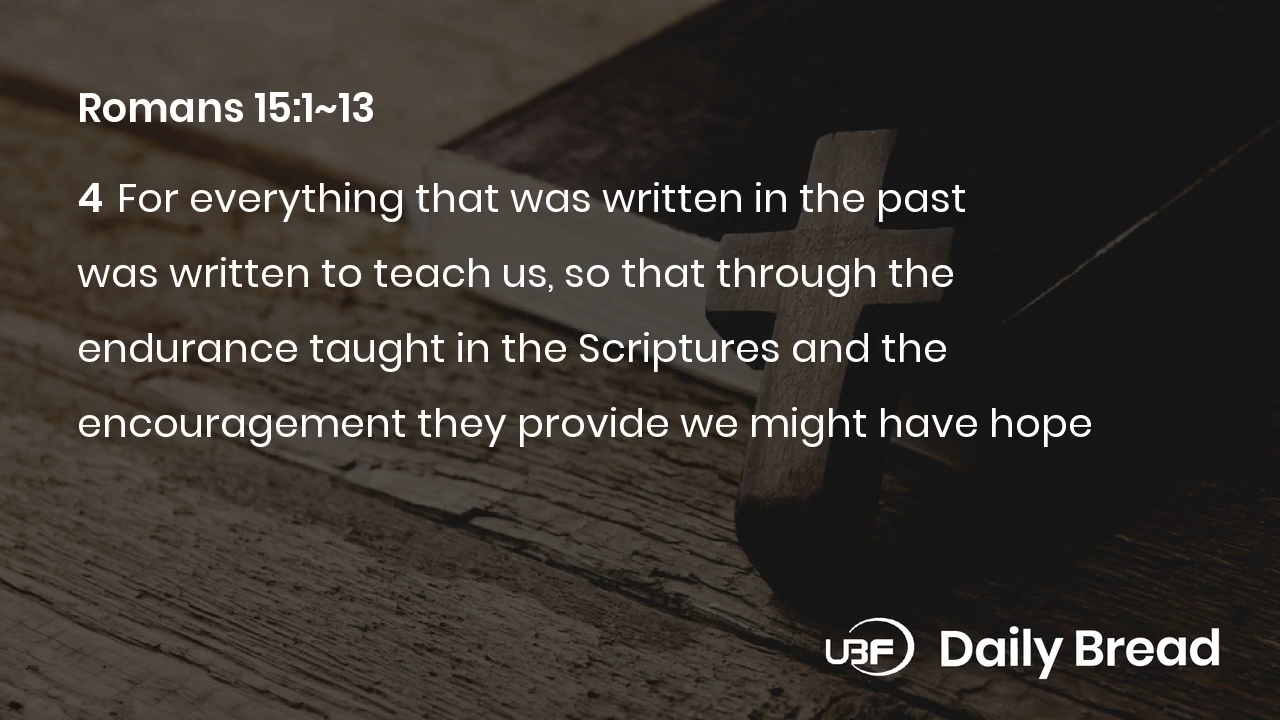 Romans 15:1~13
4 For everything that was written in the past
was written to teach us, so that through the
endurance taught in the Scriptures and the
encouragement they provide we might have hope
UBF Daily Bread